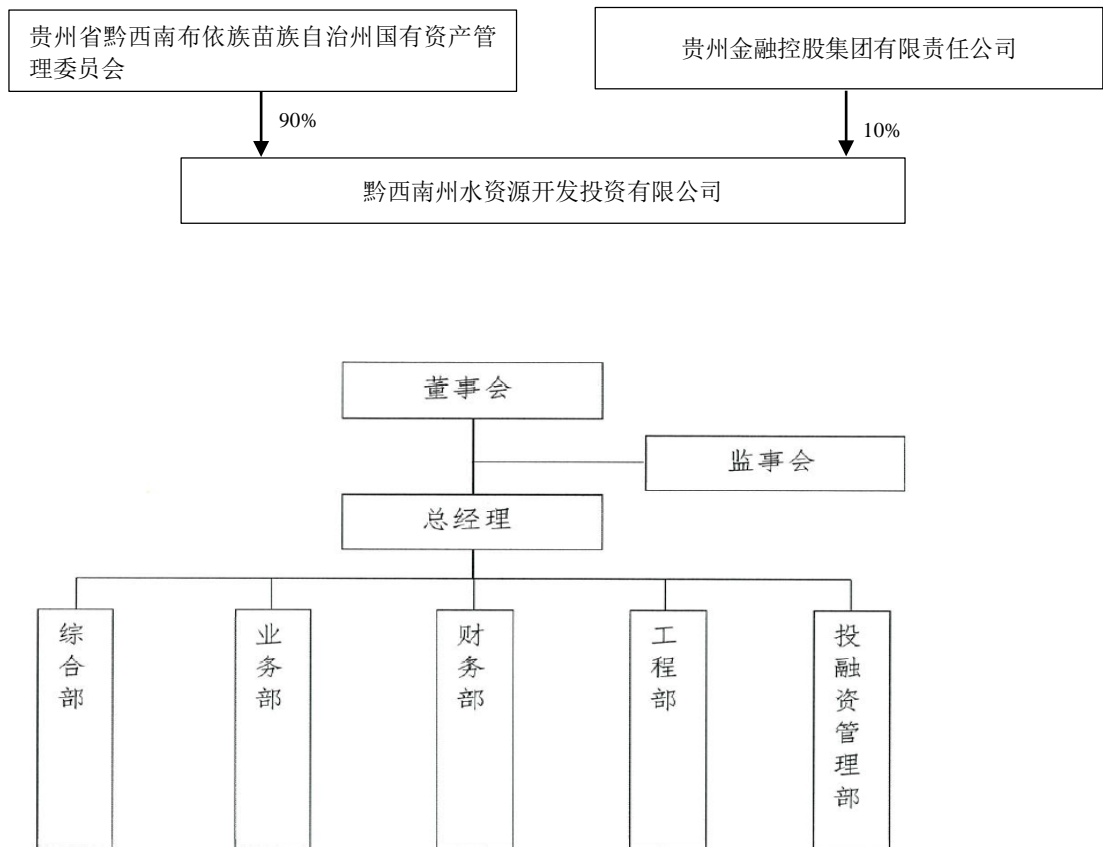 贵州省黔西南布依族苗族自治州国有资产管
理委员会
贵州金融控股集团有限责任公司
90%
10%
黔西南州水资源开发投资有限公司
董事会
监事会
总经理
综合部
业务部
财务部
工程部
投融资管理部